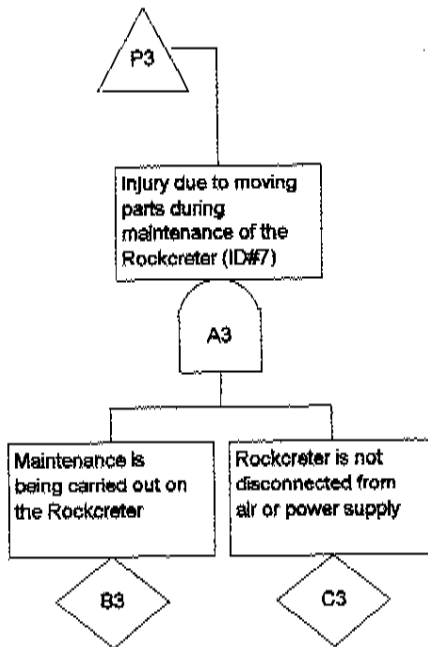 P3
Injury due to moving
parts during
maintenance of the
Rockcreter (ID#7)
A3
Maintenance is
being carried out on
the Rockcreter
Rockcreter is not
disconnected from
air or power supply
B3
C3